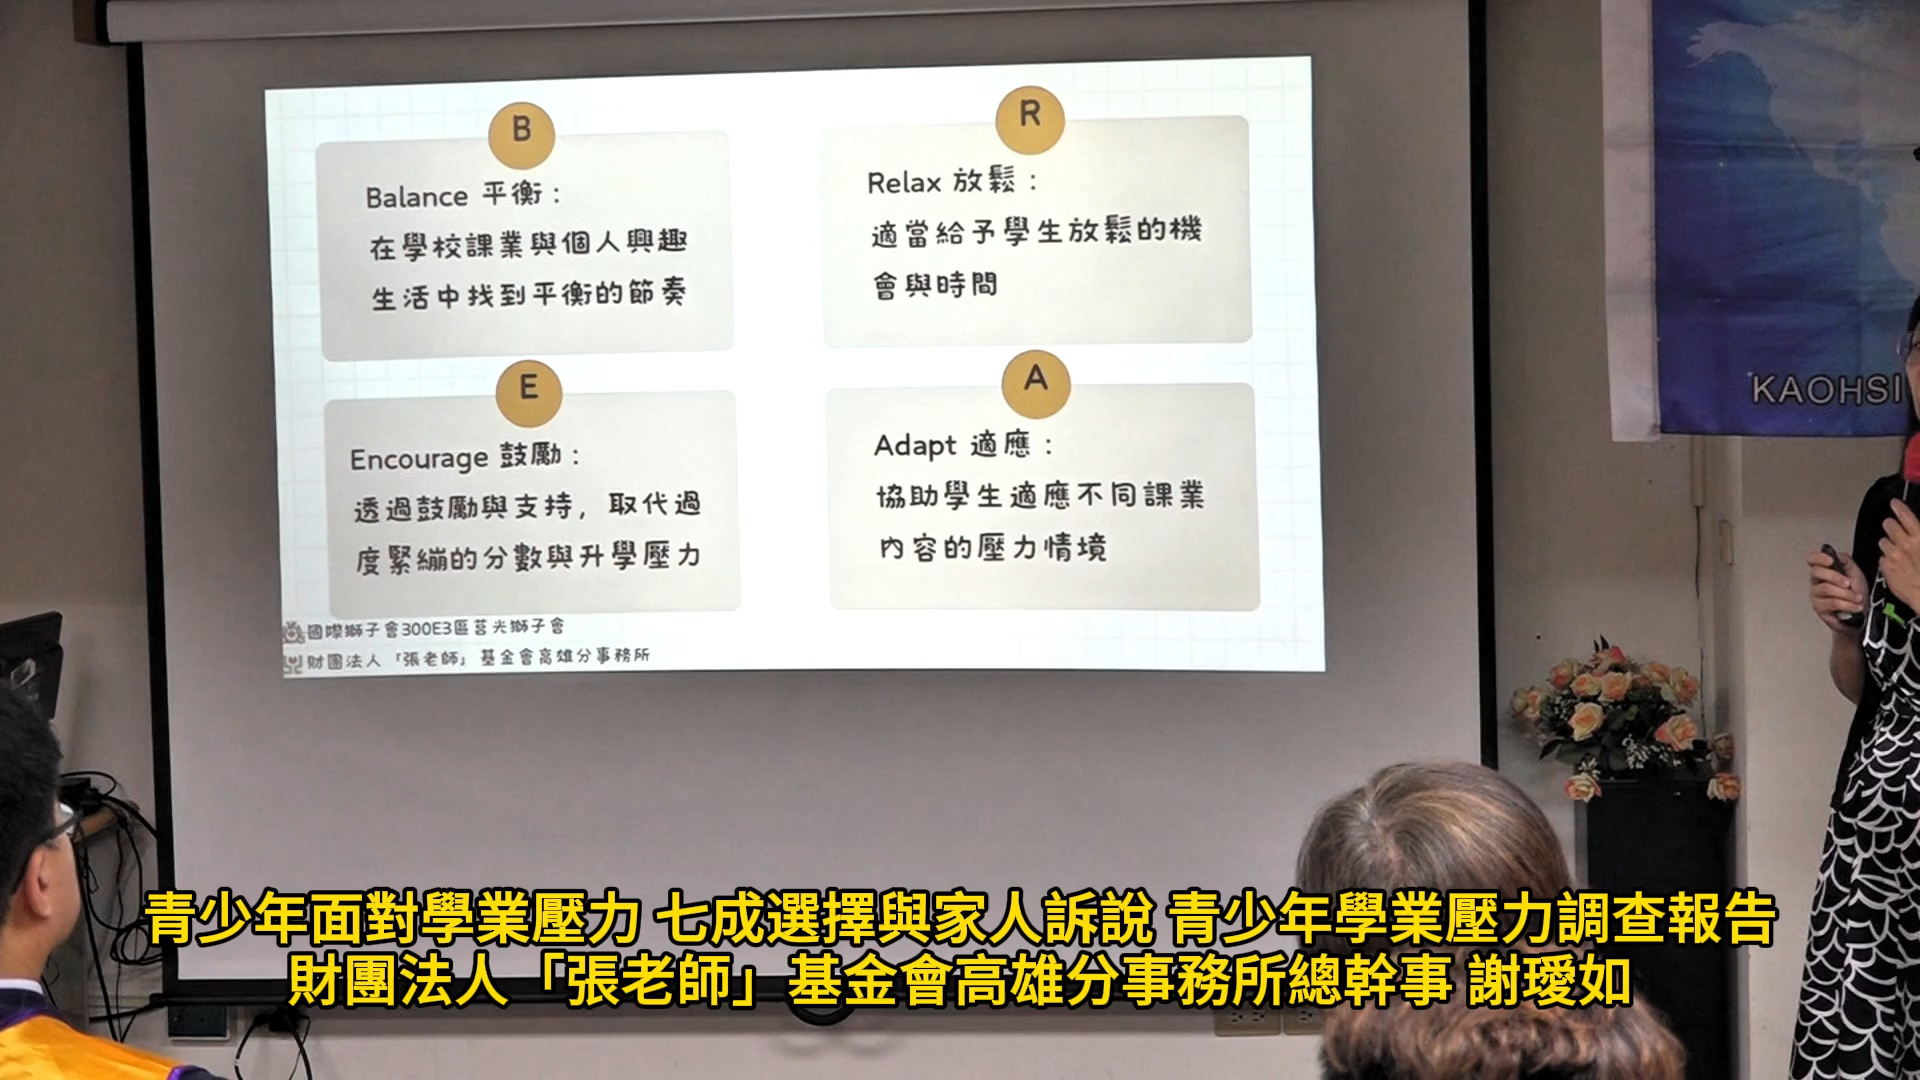 B
Balance 平衡：
在學校課業與個人興趣
生活中找到平衡的節奏
R
Relax 放鬆：
適當給予學生放鬆的機
會與時間
E
Encourage 鼓勵：
透過鼓勵與支持，取代過
度緊繃的分數與升學壓力
A
Adapt 適應：
協助學生適應不同課業
內容的壓力情境
國際獅子會300E3區莒光獅子會
財團法人「張老師」基金會高雄分事務所
KAOHSI
青少年面對學業壓力 七成選擇與家人訴說 青少年學業壓力調查報告
財團法人「張老師」基金會高雄分事務所總幹事 謝璦如